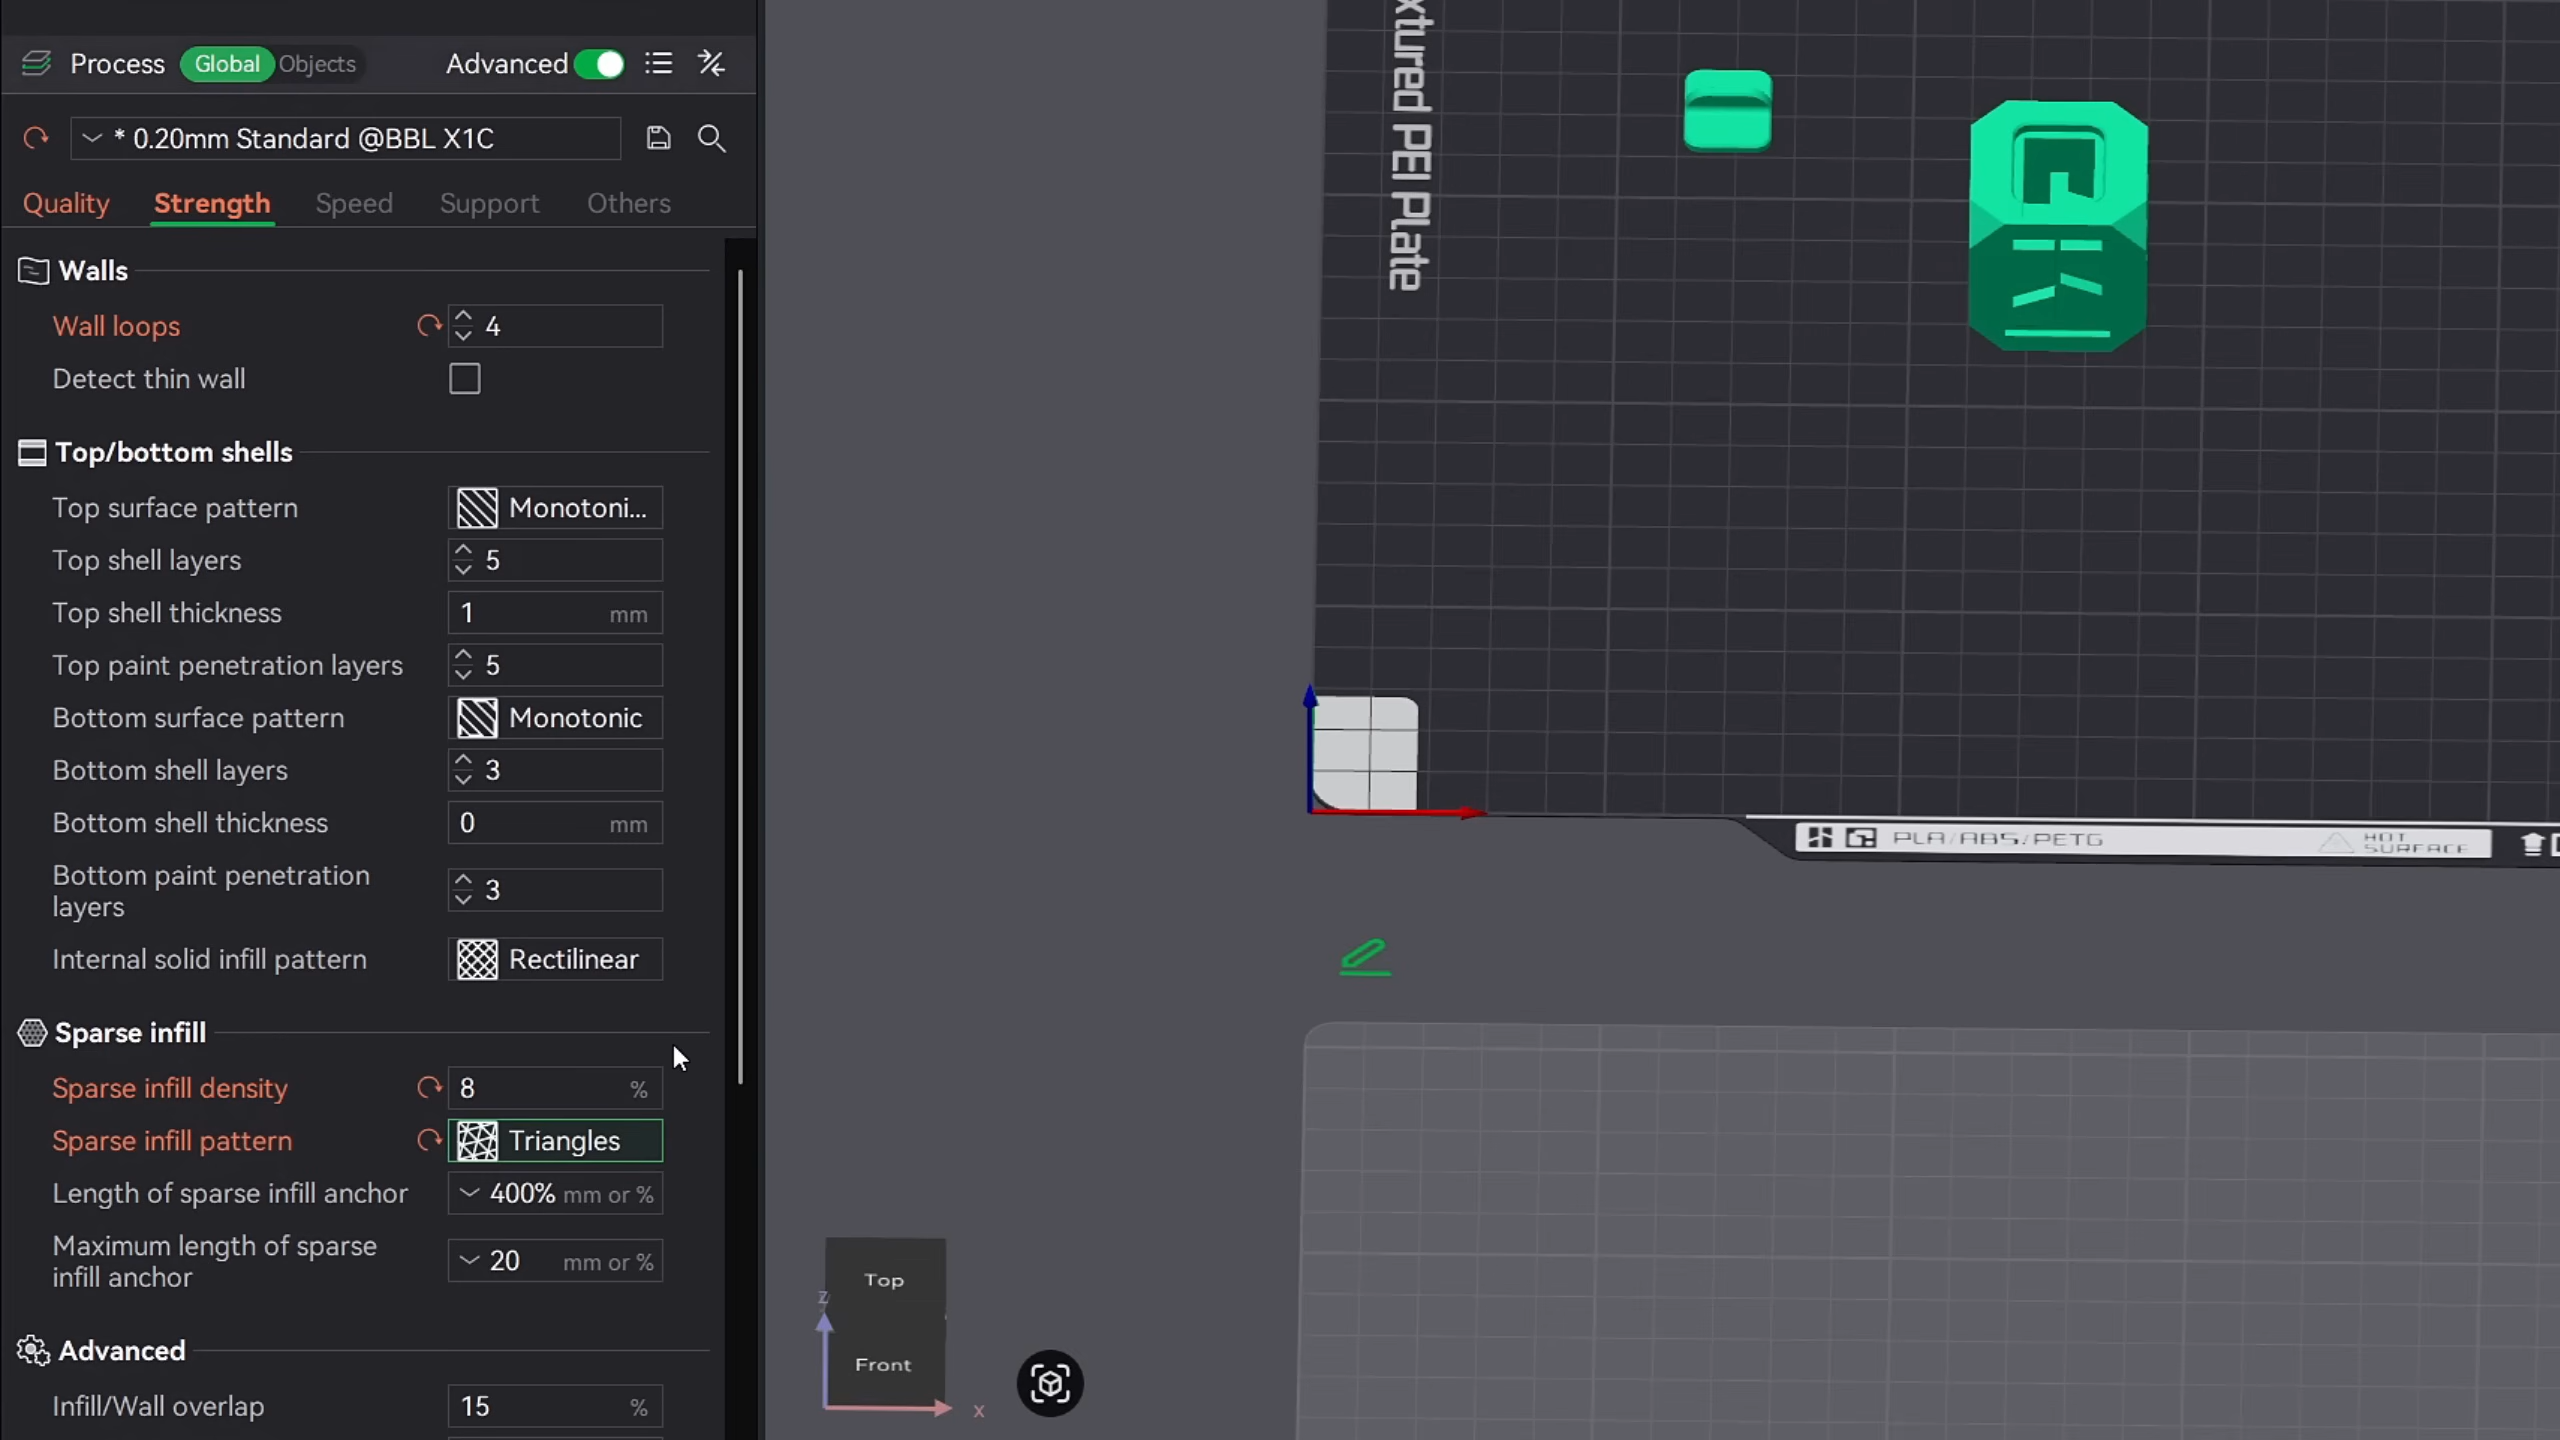 Process Global Objects Advanced
* 0.20mm Standard @BBL X1C
Quality Strength Speed Support Others
Walls
Wall loops 4
Detect thin wall
Top/bottom shells
Top surface pattern Monotoni...
Top shell layers 5
Top shell thickness 1 mm
Top paint penetration layers 5
Bottom surface pattern Monotonic
Bottom shell layers 3
Bottom shell thickness 0 mm
Bottom paint penetration
layers 3
Internal solid infill pattern Rectilinear
Sparse infill
Sparse infill density 8 %
Sparse infill pattern Triangles
Length of sparse infill anchor 400% mm or %
Maximum length of sparse
infill anchor 20 mm or %
Advanced
Infill/Wall overlap 15 %
xtured PEI Plate
PLA/ABS/PETG
HOT
SURFACE
Top
Front
z
x